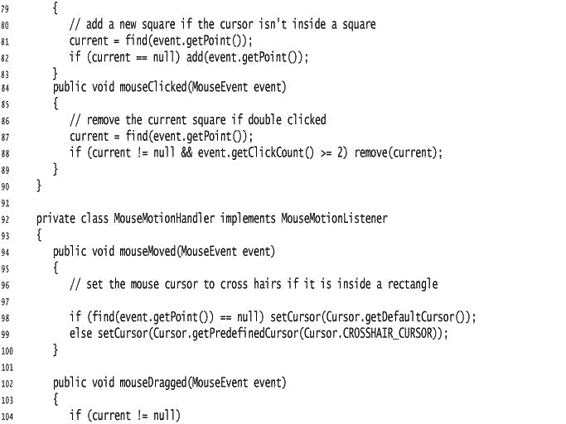 79 {
80 // add a new square if the cursor isn't inside a square
81 current = find(event.getPoint());
82 if (current == null) add(event.getPoint());
83 }
84 public void mouseClicked(MouseEvent event)
85 {
86 // remove the current square if double clicked
87 current = find(event.getPoint());
88 if (current != null && event.getClickCount() >= 2) remove(current);
89 }
90 }
91
92 private class MouseMotionHandler implements MouseMotionListener
93 {
94 public void mouseMoved(MouseEvent event)
95 {
96 // set the mouse cursor to cross hairs if it is inside a rectangle
97
98 if (find(event.getPoint()) == null) setCursor(Cursor.getDefaultCursor());
99 else setCursor(Cursor.getPredefinedCursor(Cursor.CROSSHAIR_CURSOR));
100 }
101
102 public void mouseDragged(MouseEvent event)
103 {
104 if (current != null)